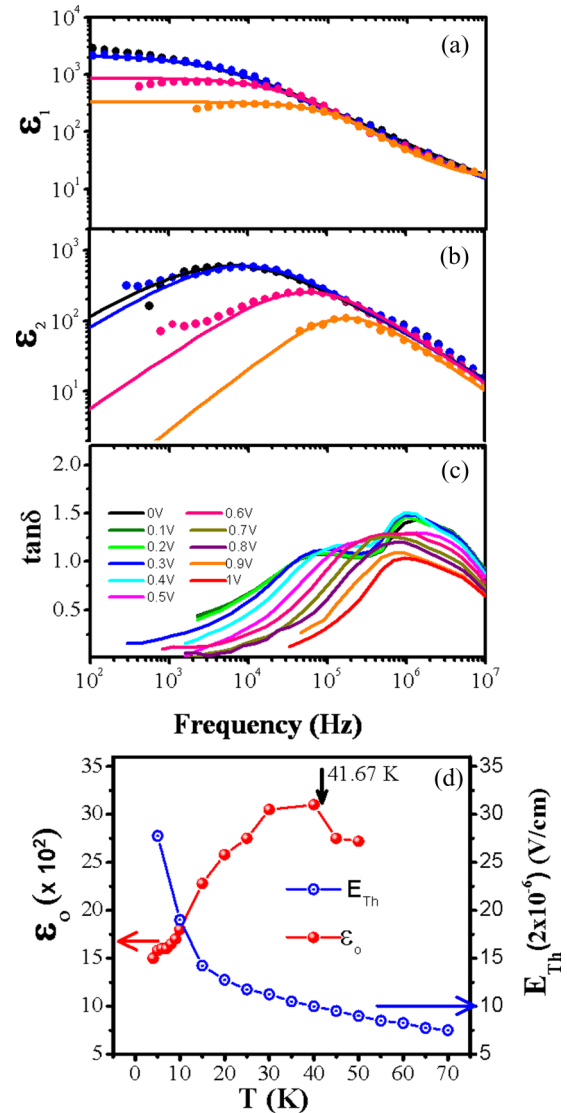 10⁴
(a)
10³
ε₁
10²
10¹
(b)
10³
ε₂
10²
10¹
(c)
2.0
tanδ
1.5
1.0
0.5
0V 0.6V
0.1V 0.7V
0.2V 0.8V
0.3V 0.9V
0.4V 1V
0.5V
10² 10³ 10⁴ 10⁵ 10⁶ 10⁷
Frequency (Hz)
35 41.67 K (d) 35
30 30
25 25
20 20
15 15
10 10
5 5
εₒ (x 10²)
E_Th
εₒ
E_Th (2x10⁻⁶) (V/cm)
0 10 20 30 40 50 60 70
T (K)